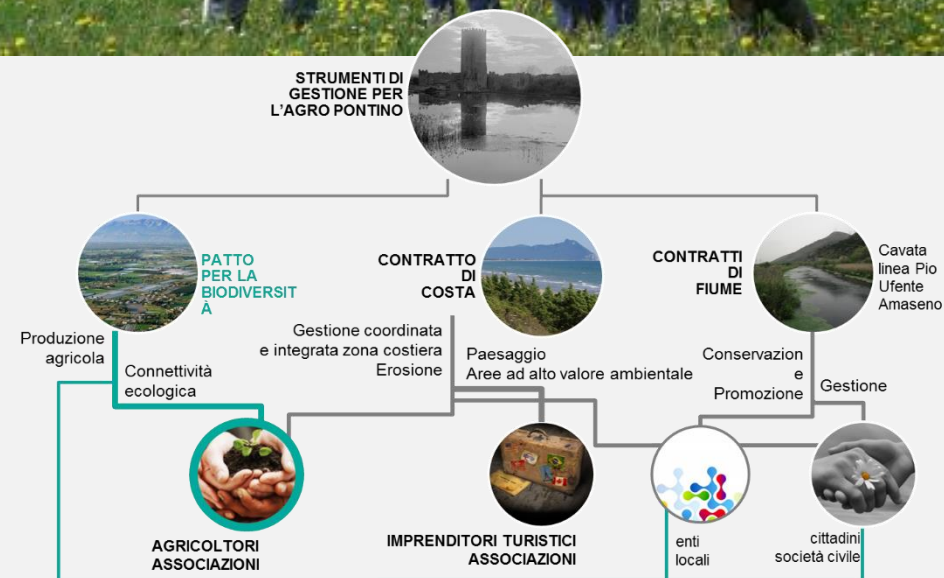 STRUMENTI DI
GESTIONE PER
L'AGRO PONTINO
PATTO
PER LA
BIODIVERSIT
À
CONTRATTO
DI
COSTA
CONTRATTI
DI
FIUME
Cavata
linea Pio
Ufente
Amaseno
Produzione
agricola
Connettività
ecologica
Gestione coordinata
e integrata zona costiera
Erosione
Paesaggio
Aree ad alto valore ambientale
Conservazion
e
Promozione
Gestione
AGRICOLTORI
ASSOCIAZIONI
IMPRENDITORI TURISTICI
ASSOCIAZIONI
enti
locali
cittadini
società civile